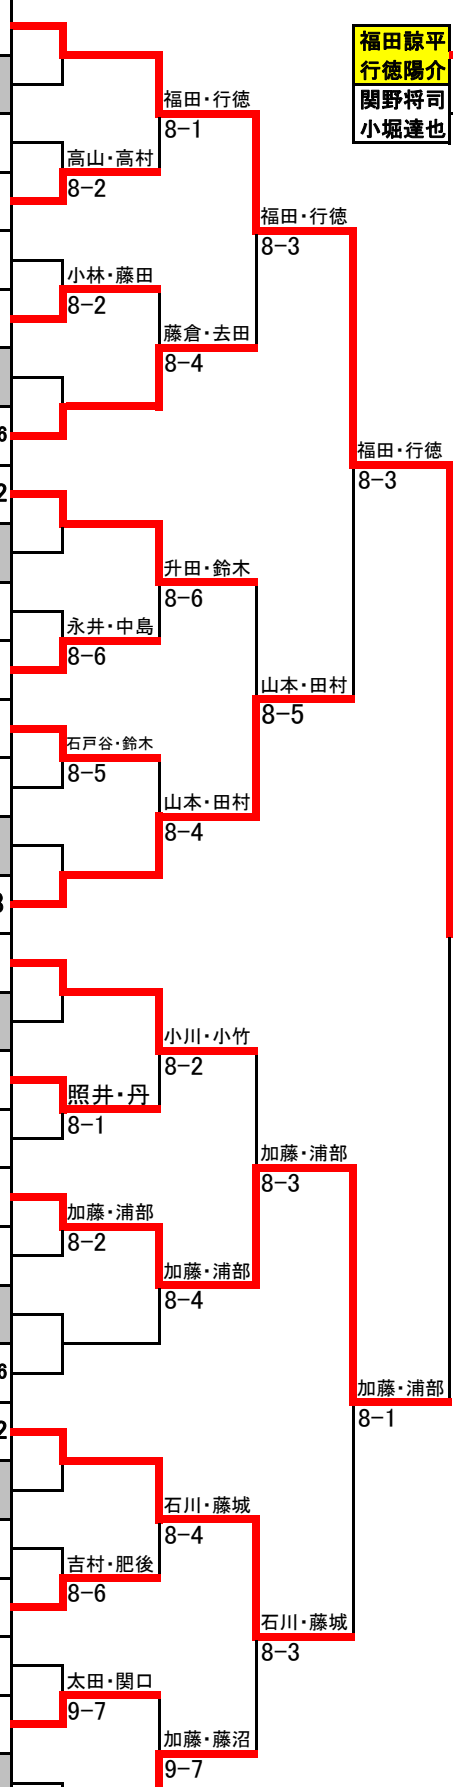 福田諒平
行徳陽介
関野将司
小堀達也
福田・行徳
8-1
高山・高村
8-2
福田・行徳
8-3
小林・藤田
8-2
藤倉・去田
8-4
6
福田・行徳
8-3
2
升田・鈴木
8-6
永井・中島
8-6
山本・田村
8-5
石戸谷・鈴木
8-5
山本・田村
8-4
3
小川・小竹
8-2
照井・丹
8-1
加藤・浦部
8-3
加藤・浦部
8-2
加藤・浦部
8-4
6
加藤・浦部
8-1
2
石川・藤城
8-4
吉村・肥後
8-6
石川・藤城
8-3
太田・関口
9-7
加藤・藤沼
9-7